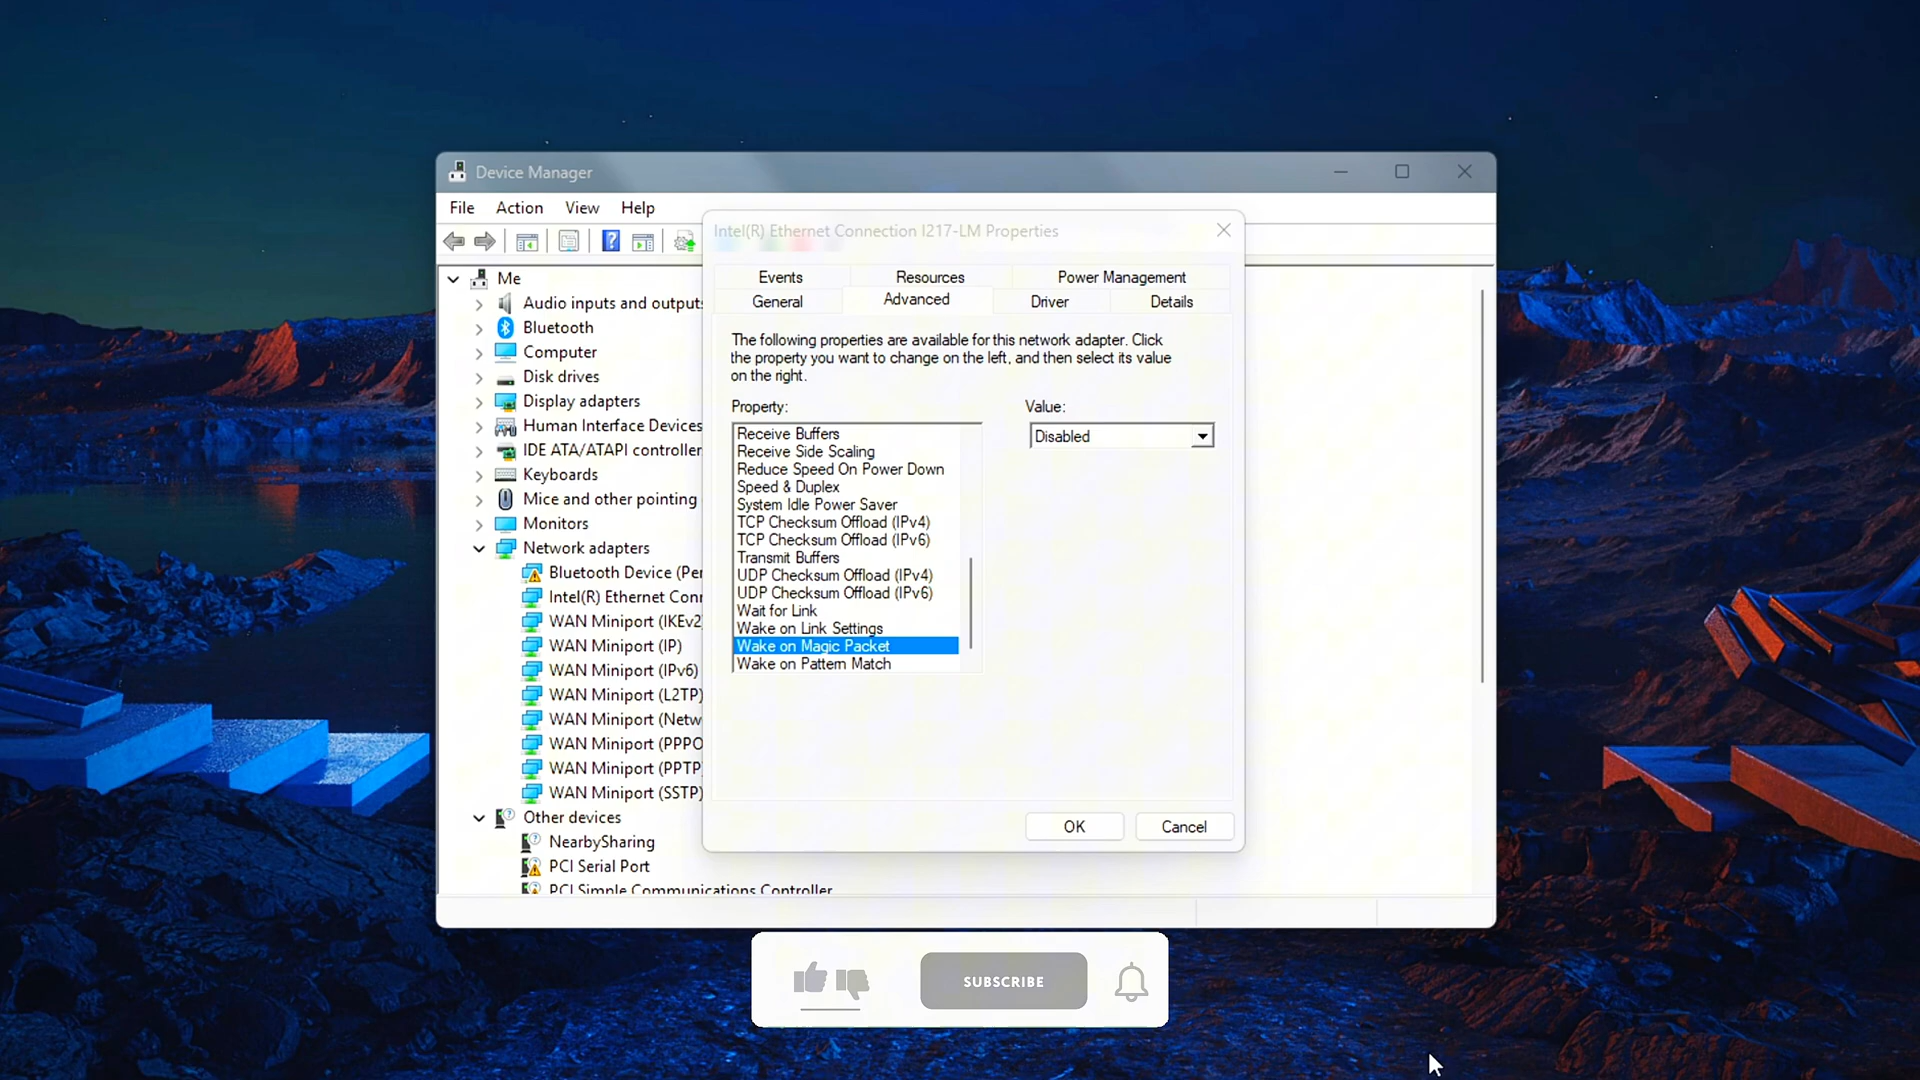 Device Manager
File Action View Help
Me
Audio inputs and outputs
Bluetooth
Computer
Disk drives
Display adapters
Human Interface Devices
IDE ATA/ATAPI controller
Keyboards
Mice and other pointing
Monitors
Network adapters
Bluetooth Device (Per
Intel(R) Ethernet Conn
WAN Miniport (IKEv2
WAN Miniport (IP)
WAN Miniport (IPv6)
WAN Miniport (L2TP)
WAN Miniport (Netw
WAN Miniport (PPPO
WAN Miniport (PPTP)
WAN Miniport (SSTP)
Other devices
NearbySharing
PCI Serial Port
PCI Simple Communications Controller
Intel(R) Ethernet Connection I217-LM Properties
Events Resources Power Management
General Advanced Driver Details
The following properties are available for this network adapter. Click
the property you want to change on the left, and then select its value
on the right.
Property: Value:
Receive Buffers
Receive Side Scaling
Reduce Speed On Power Down
Speed & Duplex
System Idle Power Saver
TCP Checksum Offload (IPv4)
TCP Checksum Offload (IPv6)
Transmit Buffers
UDP Checksum Offload (IPv4)
UDP Checksum Offload (IPv6)
Wait for Link
Wake on Link Settings
Wake on Magic Packet
Wake on Pattern Match
Disabled
OK Cancel
SUBSCRIBE